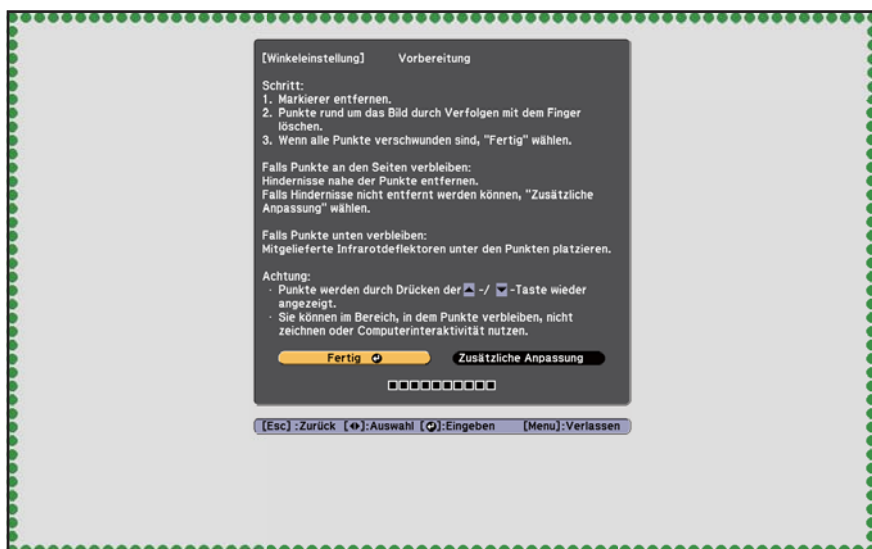 [Winkeleinstellung] Vorbereitung
Schritt:
1. Markierer entfernen.
2. Punkte rund um das Bild durch Verfolgen mit dem Finger
löschen.
3. Wenn alle Punkte verschwunden sind, "Fertig" wählen.
Falls Punkte an den Seiten verbleiben:
Hindernisse nahe der Punkte entfernen.
Falls Hindernisse nicht entfernt werden können, "Zusätzliche
Anpassung" wählen.
Falls Punkte unten verbleiben:
Mitgelieferte Infrarotdeflektoren unter den Punkten platzieren.
Achtung:
· Punkte werden durch Drücken der ▲ -/ ▼ -Taste wieder
angezeigt.
· Sie können im Bereich, in dem Punkte verbleiben, nicht
zeichnen oder Computerinteraktivität nutzen.
Fertig Zusätzliche Anpassung
[Esc] :Zurück [◆]:Auswahl [⏎]:Eingeben [Menu]:Verlassen